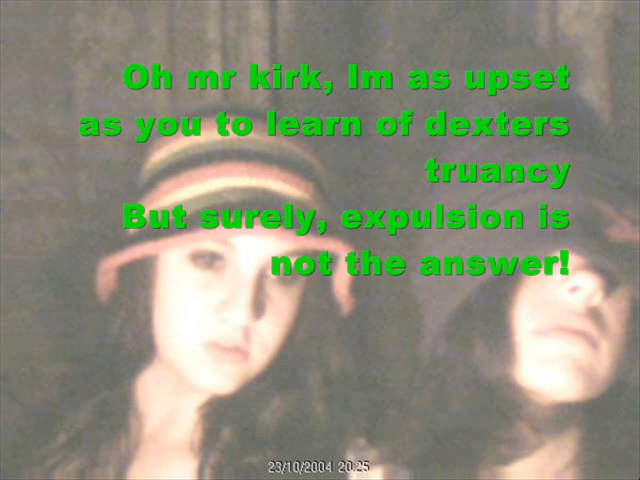 Oh mr kirk, Im as upset
as you to learn of dexters
truancy
But surely, expulsion is
not the answer!
23/10/2004 20:25